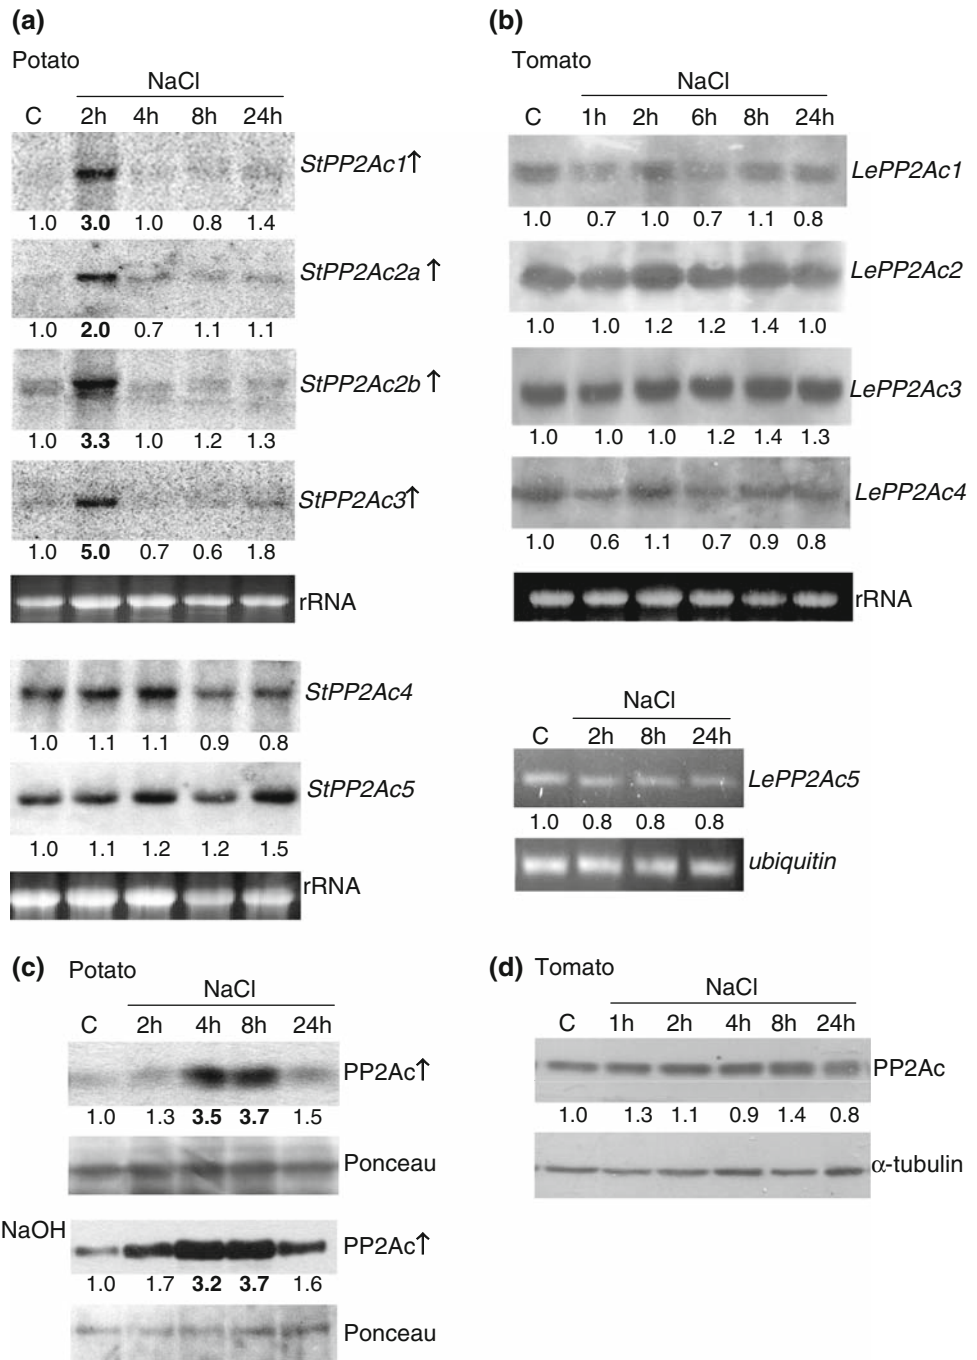 (a)
Potato
NaCl
C 2h 4h 8h 24h
StPP2Ac1↑
1.0 3.0 1.0 0.8 1.4
StPP2Ac2a ↑
1.0 2.0 0.7 1.1 1.1
StPP2Ac2b ↑
1.0 3.3 1.0 1.2 1.3
StPP2Ac3↑
1.0 5.0 0.7 0.6 1.8
rRNA
StPP2Ac4
1.0 1.1 1.1 0.9 0.8
StPP2Ac5
1.0 1.1 1.2 1.2 1.5
rRNA
(b)
Tomato
NaCl
C 1h 2h 6h 8h 24h
LePP2Ac1
1.0 0.7 1.0 0.7 1.1 0.8
LePP2Ac2
1.0 1.0 1.2 1.2 1.4 1.0
LePP2Ac3
1.0 1.0 1.0 1.2 1.4 1.3
LePP2Ac4
1.0 0.6 1.1 0.7 0.9 0.8
rRNA
NaCl
C 2h 8h 24h
LePP2Ac5
1.0 0.8 0.8 0.8
ubiquitin
(c) Potato
NaCl
C 2h 4h 8h 24h
PP2Ac↑
1.0 1.3 3.5 3.7 1.5
Ponceau
NaOH
PP2Ac↑
1.0 1.7 3.2 3.7 1.6
Ponceau
(d) Tomato
NaCl
C 1h 2h 4h 8h 24h
PP2Ac
1.0 1.3 1.1 0.9 1.4 0.8
α-tubulin